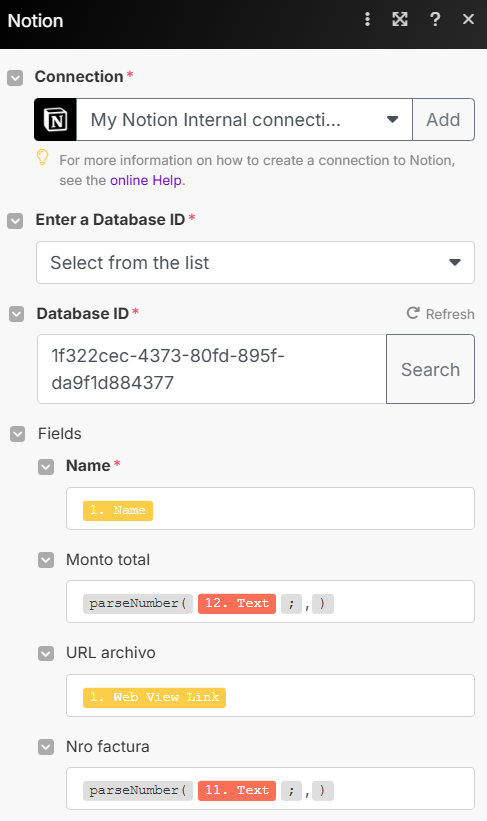 Notion
Connection*
My Notion Internal connecti... Add
For more information on how to create a connection to Notion,
see the online Help.
Enter a Database ID*
Select from the list
Database ID* Refresh
1f322cec-4373-80fd-895f-
da9f1d884377
Search
Fields
Name*
1. Name
Monto total
parseNumber( 12. Text ; , )
URL archivo
1. Web View Link
Nro factura
parseNumber( 11. Text ; , )